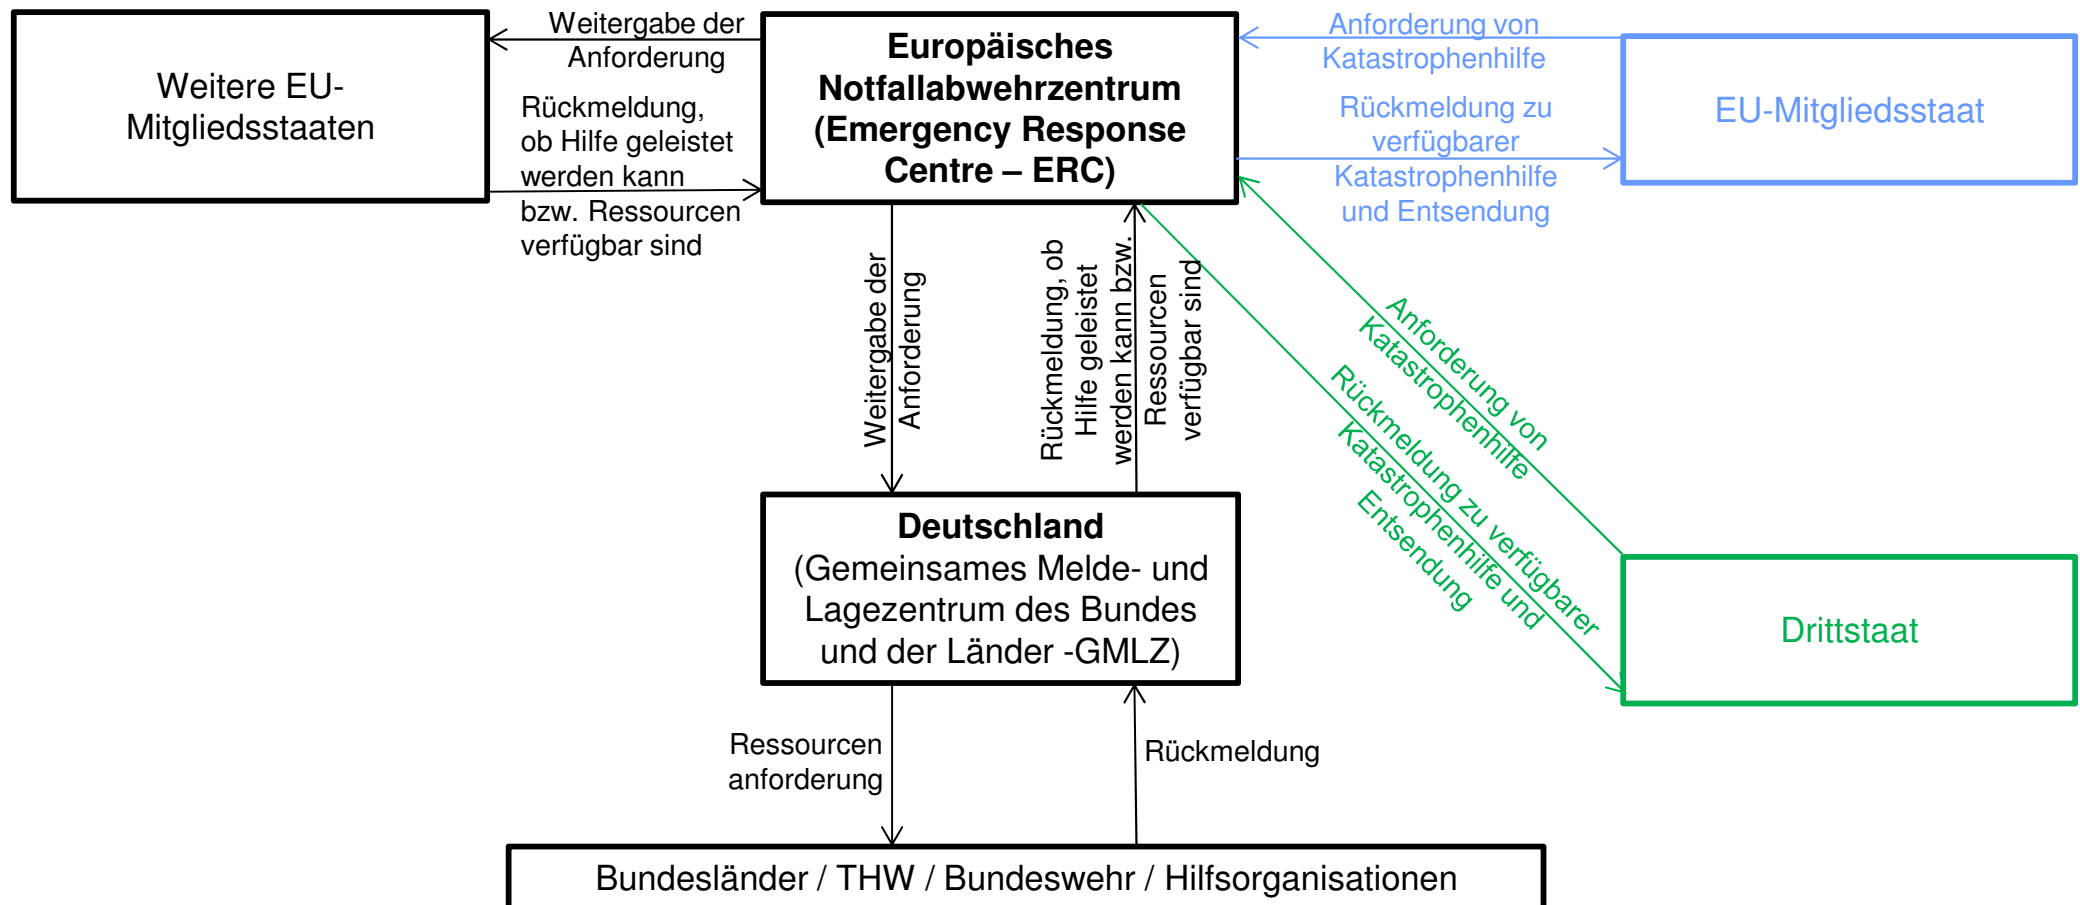 Weitere EU-
Mitgliedsstaaten
Weitergabe der
Anforderung
Rückmeldung,
ob Hilfe geleistet
werden kann
bzw. Ressourcen
verfügbar sind
Europäisches
Notfallabwehrzentrum
(Emergency Response
Centre – ERC)
Anforderung von
Katastrophenhilfe
Rückmeldung zu
verfügbarer
Katastrophenhilfe
und Entsendung
EU-Mitgliedsstaat
Weitergabe der
Anforderung
Rückmeldung, ob
Hilfe geleistet
werden kann bzw.
Ressourcen
verfügbar sind
Anforderung von
Katastrophenhilfe
Rückmeldung zu verfügbarer
Katastrophenhilfe und
Entsendung
Deutschland
(Gemeinsames Melde- und
Lagezentrum des Bundes
und der Länder -GMLZ)
Drittstaat
Ressourcen
anforderung
Rückmeldung
Bundesländer / THW / Bundeswehr / Hilfsorganisationen